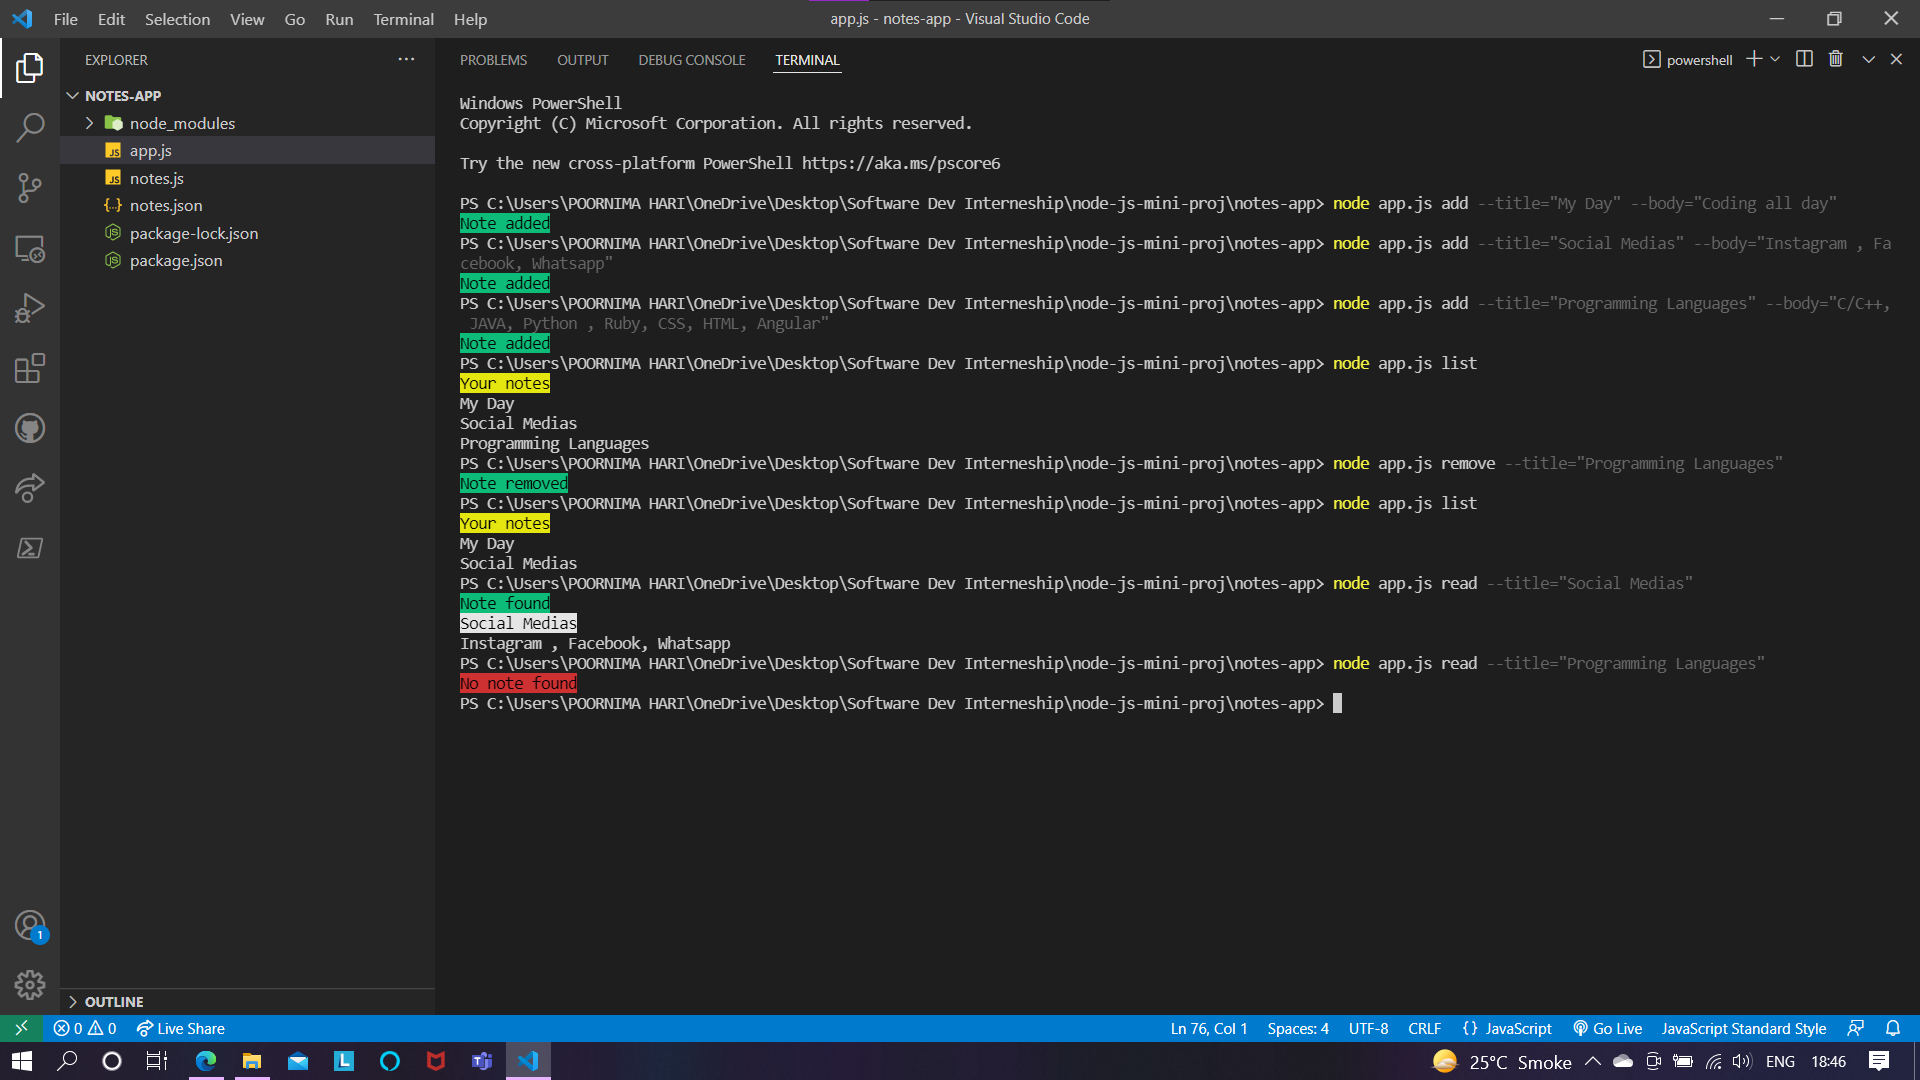 File Edit Selection View Go Run Terminal Help
app.js - notes-app - Visual Studio Code
EXPLORER
NOTES-APP
node_modules
app.js
notes.js
notes.json
package-lock.json
package.json
OUTLINE
PROBLEMS OUTPUT DEBUG CONSOLE TERMINAL
powershell
Windows PowerShell
Copyright (C) Microsoft Corporation. All rights reserved.
Try the new cross-platform PowerShell https://aka.ms/pscore6
PS C:\Users\POORNIMA HARI\OneDrive\Desktop\Software Dev Interneship\node-js-mini-proj\notes-app> node app.js add --title="My Day" --body="Coding all day"
Note added
PS C:\Users\POORNIMA HARI\OneDrive\Desktop\Software Dev Interneship\node-js-mini-proj\notes-app> node app.js add --title="Social Medias" --body="Instagram , Fa
cebook, Whatsapp"
Note added
PS C:\Users\POORNIMA HARI\OneDrive\Desktop\Software Dev Interneship\node-js-mini-proj\notes-app> node app.js add --title="Programming Languages" --body="C/C++,
JAVA, Python , Ruby, CSS, HTML, Angular"
Note added
PS C:\Users\POORNIMA HARI\OneDrive\Desktop\Software Dev Interneship\node-js-mini-proj\notes-app> node app.js list
Your notes
My Day
Social Medias
Programming Languages
PS C:\Users\POORNIMA HARI\OneDrive\Desktop\Software Dev Interneship\node-js-mini-proj\notes-app> node app.js remove --title="Programming Languages"
Note removed
PS C:\Users\POORNIMA HARI\OneDrive\Desktop\Software Dev Interneship\node-js-mini-proj\notes-app> node app.js list
Your notes
My Day
Social Medias
PS C:\Users\POORNIMA HARI\OneDrive\Desktop\Software Dev Interneship\node-js-mini-proj\notes-app> node app.js read --title="Social Medias"
Note found
Social Medias
Instagram , Facebook, Whatsapp
PS C:\Users\POORNIMA HARI\OneDrive\Desktop\Software Dev Interneship\node-js-mini-proj\notes-app> node app.js read --title="Programming Languages"
No note found
PS C:\Users\POORNIMA HARI\OneDrive\Desktop\Software Dev Interneship\node-js-mini-proj\notes-app>
1
0 0 Live Share
Ln 76, Col 1 Spaces: 4 UTF-8 CRLF {} JavaScript Go Live JavaScript Standard Style
25°C Smoke ENG 18:46